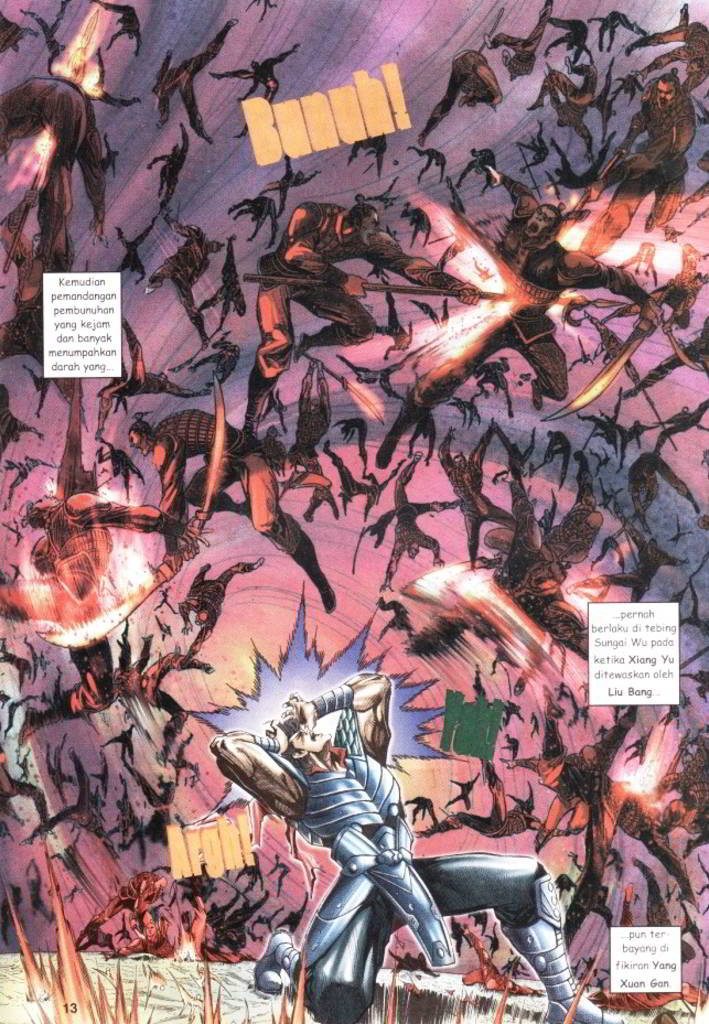 Bunuh!
Kemudian
pemandangan
pembunuhan
yang kejam
dan banyak
menumpahkan
darah yang...
...pernah
berlaku di tebing
Sungai Wu pada
ketika Xiang Yu
ditewaskan oleh
Liu Bang...
Argh!
...pun ter-
bayang di
fikiran Yang
Xuan Gan.
13